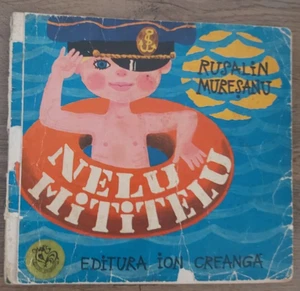 RUSALIN
MUREȘANU
NELU
MITITELU
EDITURA ION CREANGĂ